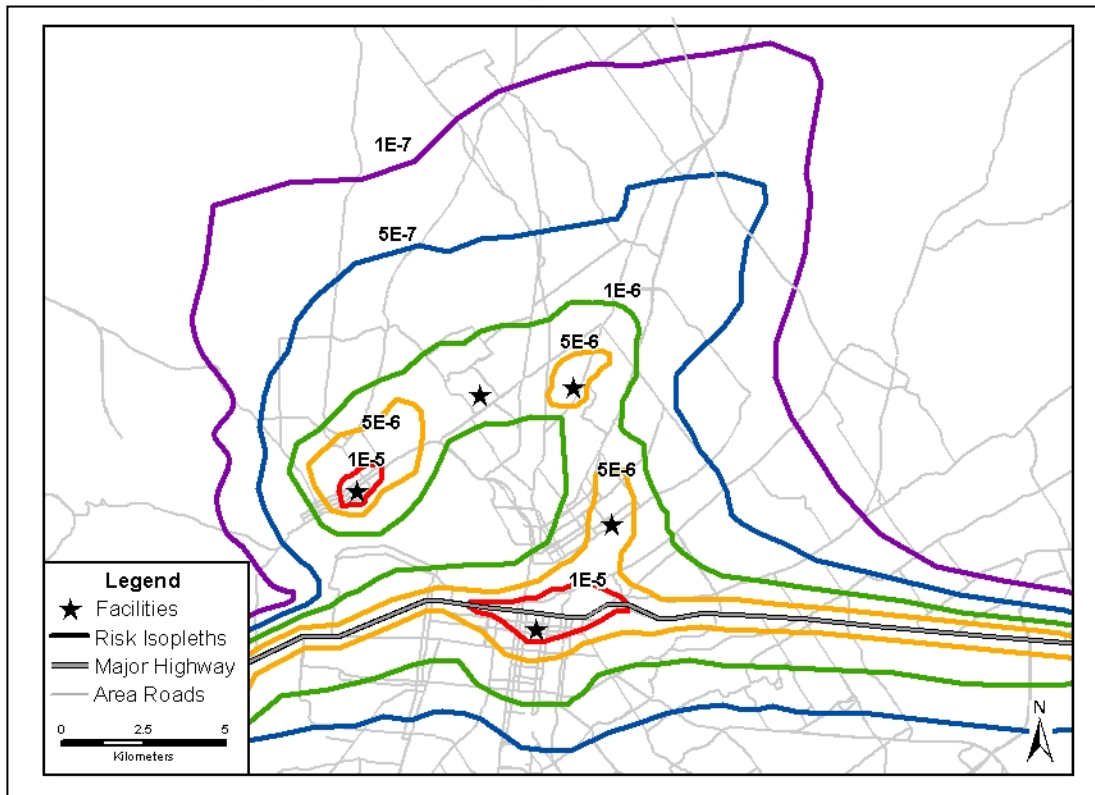 1E-7
5E-7
1E-6
5E-6
5E-6
1E-5
5E-6
1E-5
Legend
Facilities
Risk Isopleths
Major Highway
Area Roads
0 2.5 5
Kilometers
N